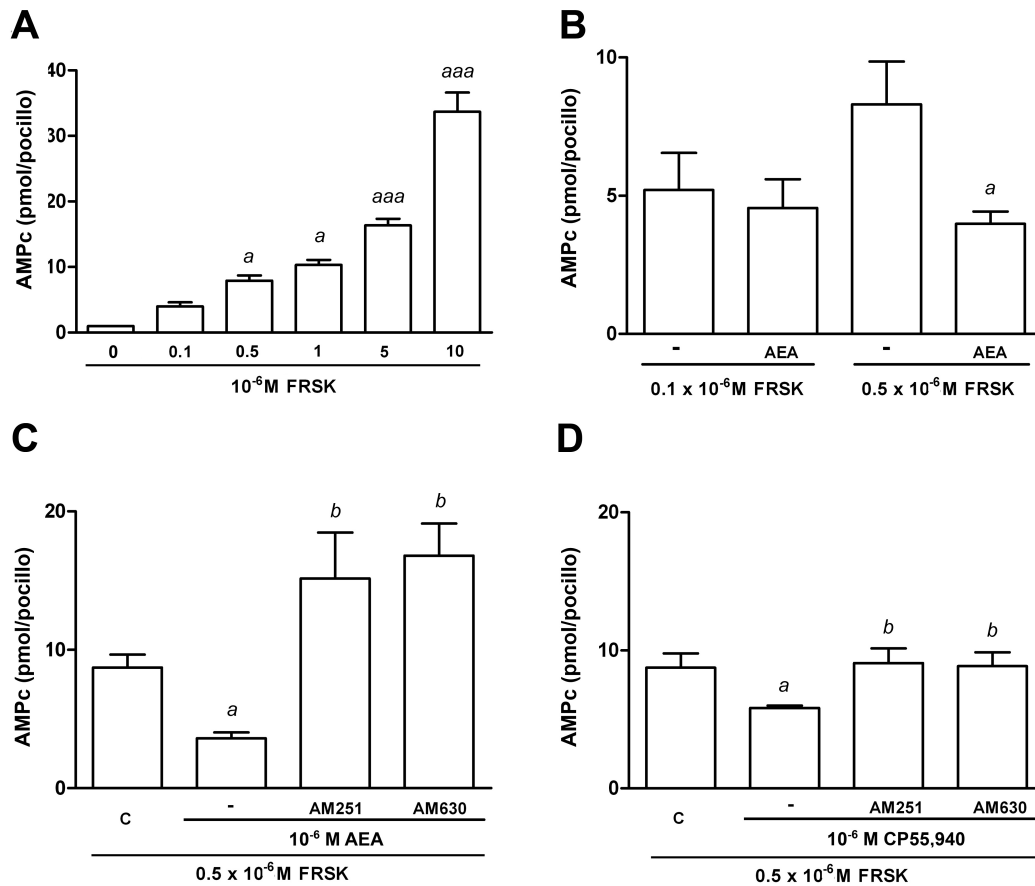 A
AMPc (pmol/pocillo)
40
30
20
10
0
a
a
aaa
aaa
0 0.1 0.5 1 5 10
10⁻⁶M FRSK
B
AMPc (pmol/pocillo)
10
5
0
a
- AEA - AEA
0.1 x 10⁻⁶M FRSK 0.5 x 10⁻⁶M FRSK
C
AMPc (pmol/pocillo)
20
10
0
a
b
b
C - AM251 AM630
10⁻⁶ M AEA
0.5 x 10⁻⁶M FRSK
D
AMPc (pmol/pocillo)
20
10
0
a
b
b
C - AM251 AM630
10⁻⁶ M CP55,940
0.5 x 10⁻⁶M FRSK